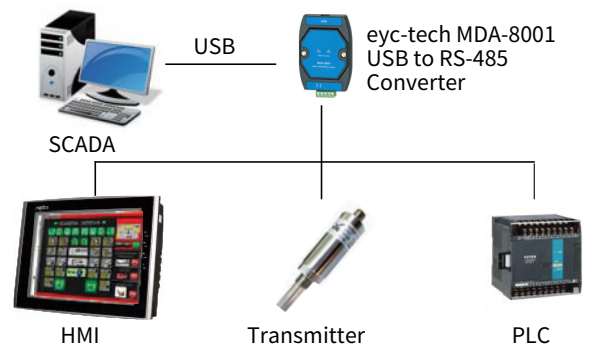 USB
eyc-tech MDA-8001
USB to RS-485
Converter
SCADA
HMI
Transmitter
PLC